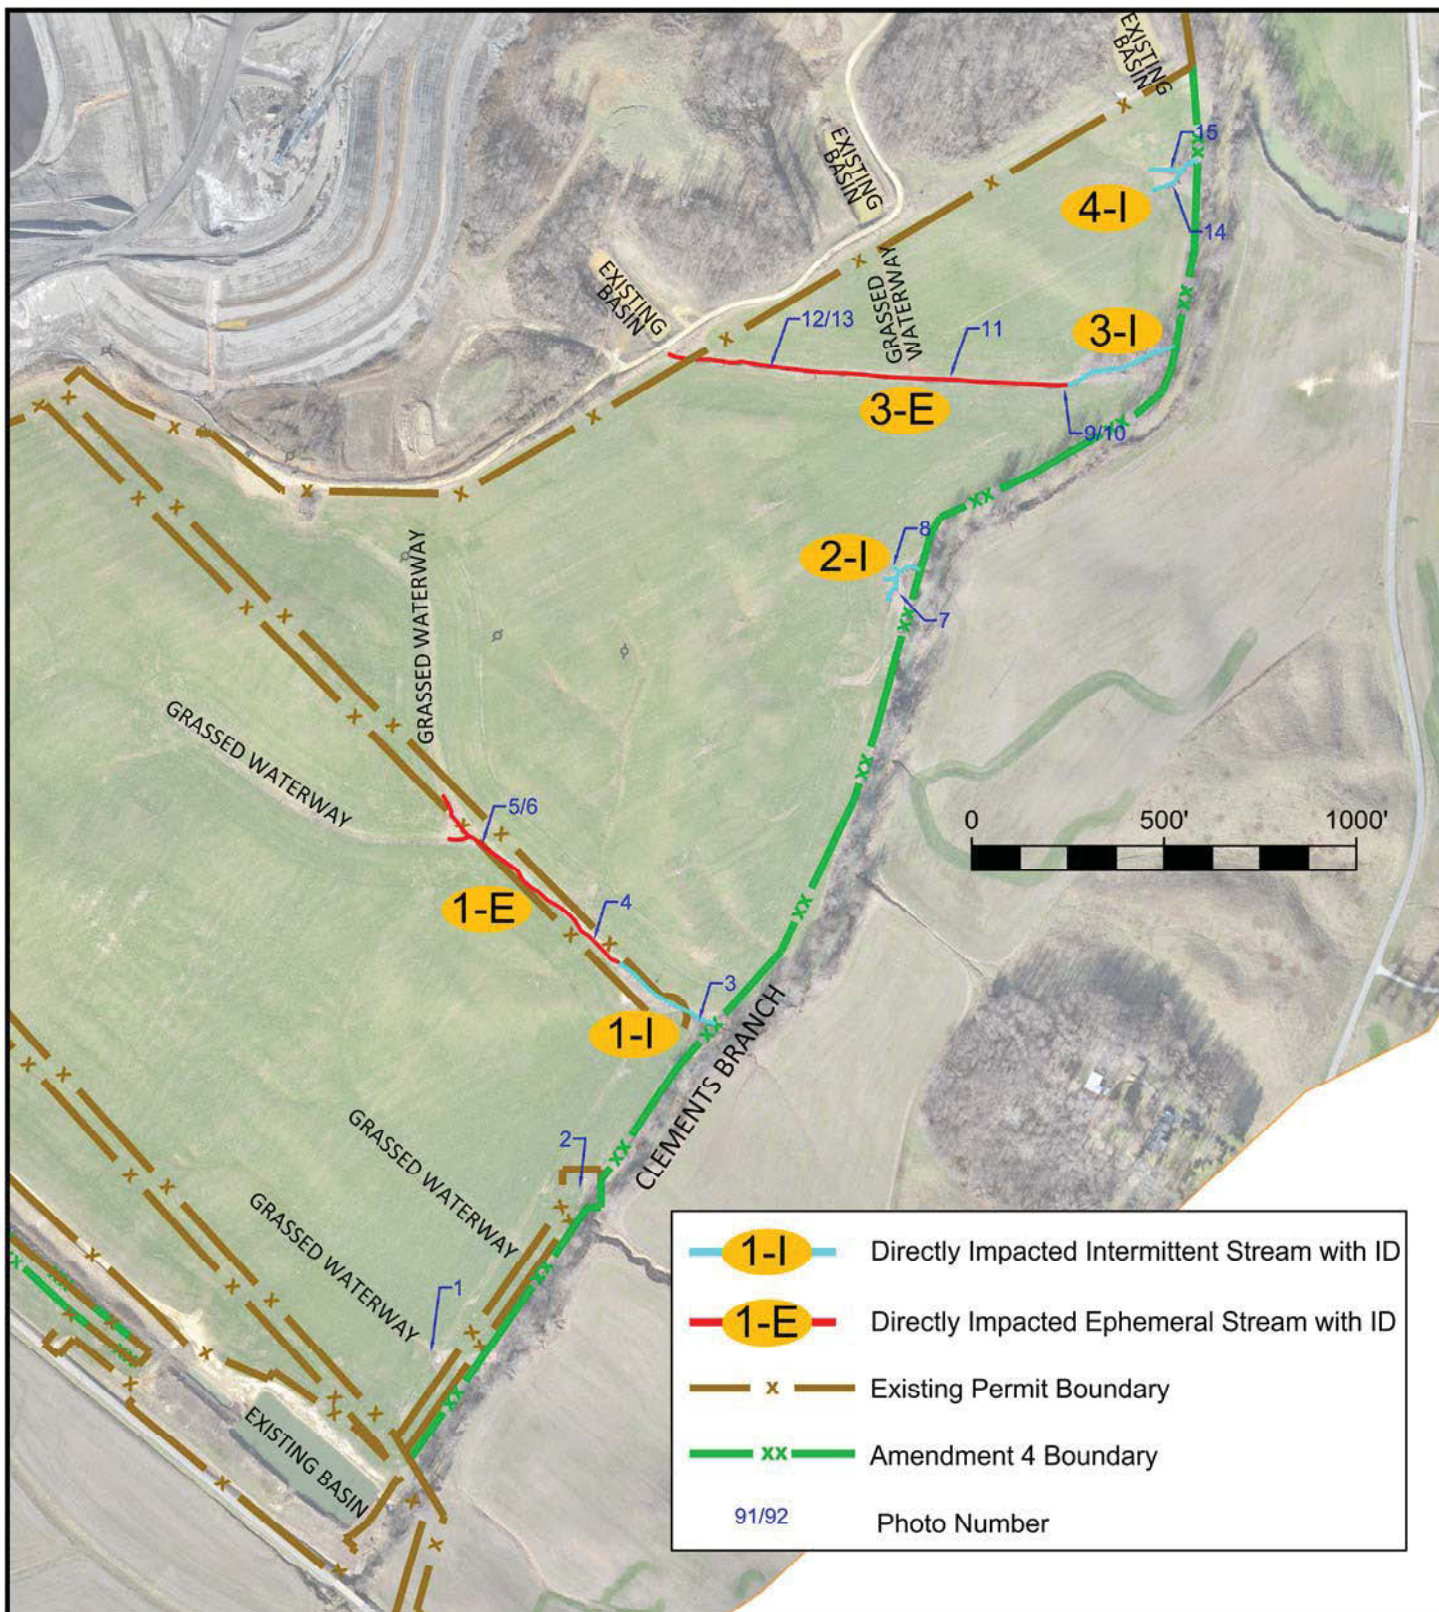 EXISTING
BASIN
15
EXISTING
BASIN
4-I
14
GRASSED
WATERWAY
EXISTING
BASIN
12/13
11
3-I
3-E
9/10
8
2-I
7
GRASSED WATERWAY
GRASSED WATERWAY
5/6
0 500' 1000'
1-E
4
3
1-I
CLEMENTS BRANCH
2
GRASSED WATERWAY
GRASSED WATERWAY
1
EXISTING BASIN
1-I Directly Impacted Intermittent Stream with ID
1-E Directly Impacted Ephemeral Stream with ID
x Existing Permit Boundary
xx Amendment 4 Boundary
91/92 Photo Number